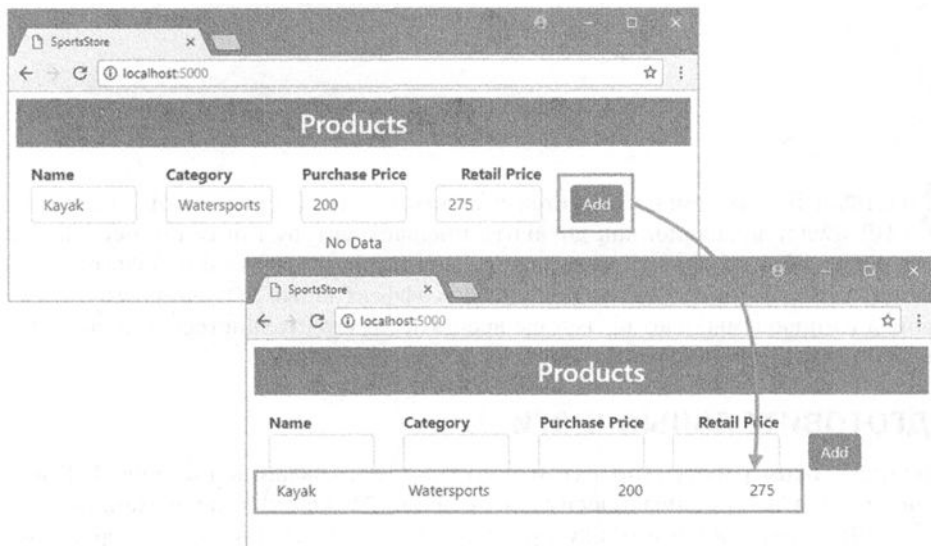 SportsStore
localhost:5000
Products
Name Category Purchase Price Retail Price
Kayak Watersports 200 275 Add
No Data
SportsStore
localhost:5000
Products
Name Category Purchase Price Retail Price
Add
Kayak Watersports 200 275